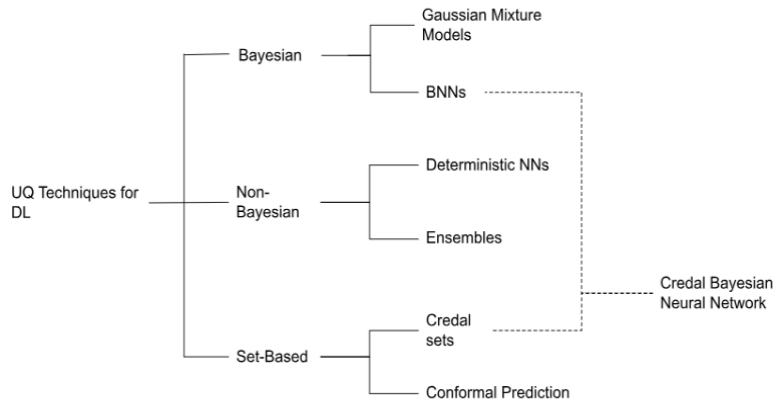 Gaussian Mixture
Models
Bayesian
BNNs
Deterministic NNs
UQ Techniques for
DL
Non-
Bayesian
Ensembles
Credal Bayesian
Neural Network
Credal
sets
Set-Based
Conformal Prediction